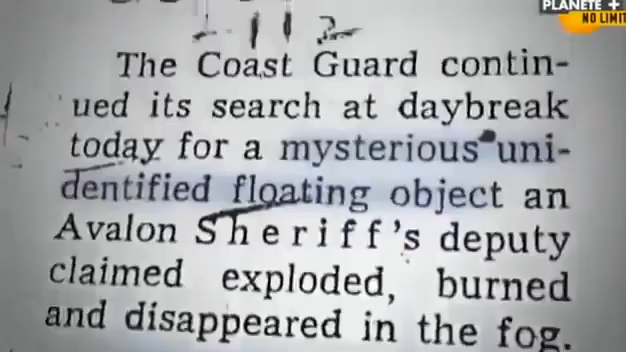 PLANETE +
NO LIMIT
The Coast Guard contin-
ued its search at daybreak
today for a mysterious uni-
dentified floating object an
Avalon Sheriff's deputy
claimed exploded, burned
and disappeared in the fog.